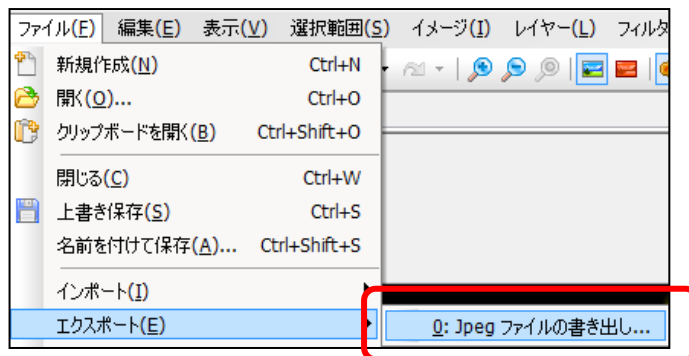 ファイル(F) 編集(E) 表示(V) 選択範囲(S) イメージ(I) レイヤー(L) フィルタ
新規作成(N) Ctrl+N
開く(O)... Ctrl+O
クリップボードを開く(B) Ctrl+Shift+O
閉じる(C) Ctrl+W
上書き保存(S) Ctrl+S
名前を付けて保存(A)... Ctrl+Shift+S
インポート(I)
エクスポート(E) 0: Jpeg ファイルの書き出し...